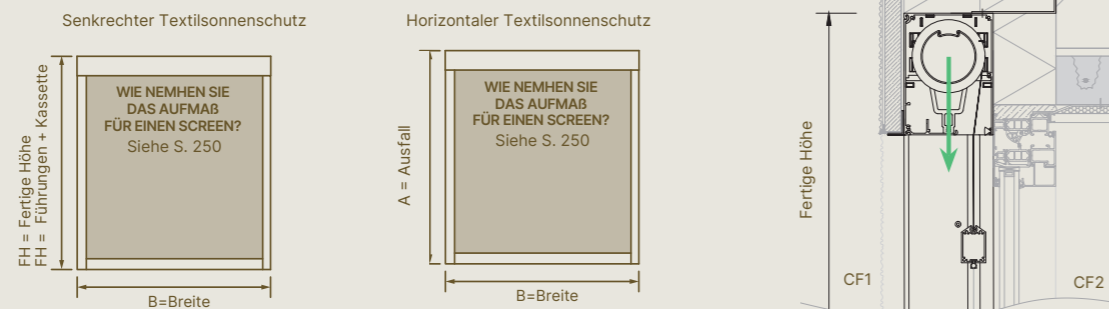 Senkrechter Textilsonnenschutz
FH = Fertige Höhe
FH = Führungen + Kassette
WIE NEMHEN SIE
DAS AUFMAß
FÜR EINEN SCREEN?
Siehe S. 250
B=Breite
Horizontaler Textilsonnenschutz
A = Ausfall
WIE NEMHEN SIE
DAS AUFMAß
FÜR EINEN SCREEN?
Siehe S. 250
B=Breite
Fertige Höhe
CF1
CF2